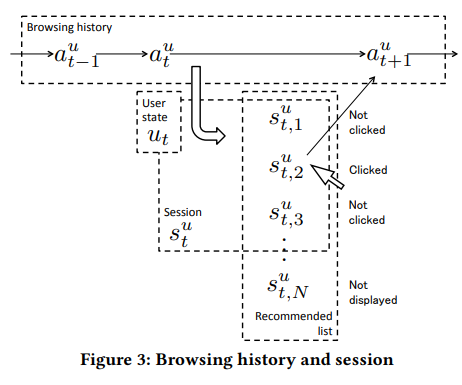 Browsing history
a^u_{t−1} a^u_t a^u_{t+1}
User
state
u_t
s^u_{t,1}
Not
clicked
s^u_{t,2}
Clicked
s^u_{t,3}
Not
clicked
Session
s^u_t
⋮
s^u_{t,N}
Not
displayed
Recommended
list
Figure 3: Browsing history and session